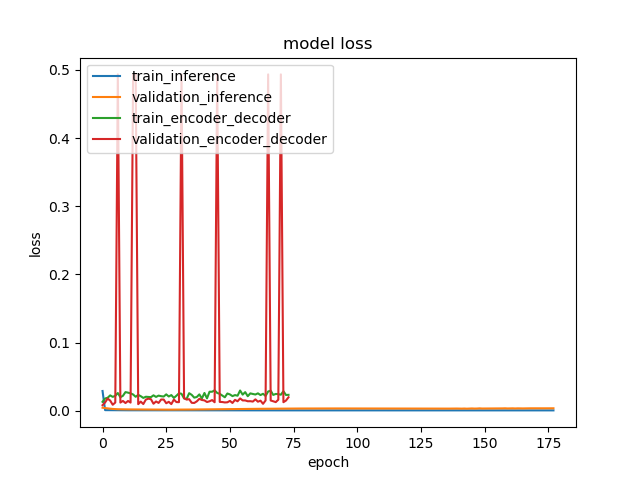 model loss
train_inference
validation_inference
train_encoder_decoder
validation_encoder_decoder
loss
0.5
0.4
0.3
0.2
0.1
0.0
0 25 50 75 100 125 150 175
epoch